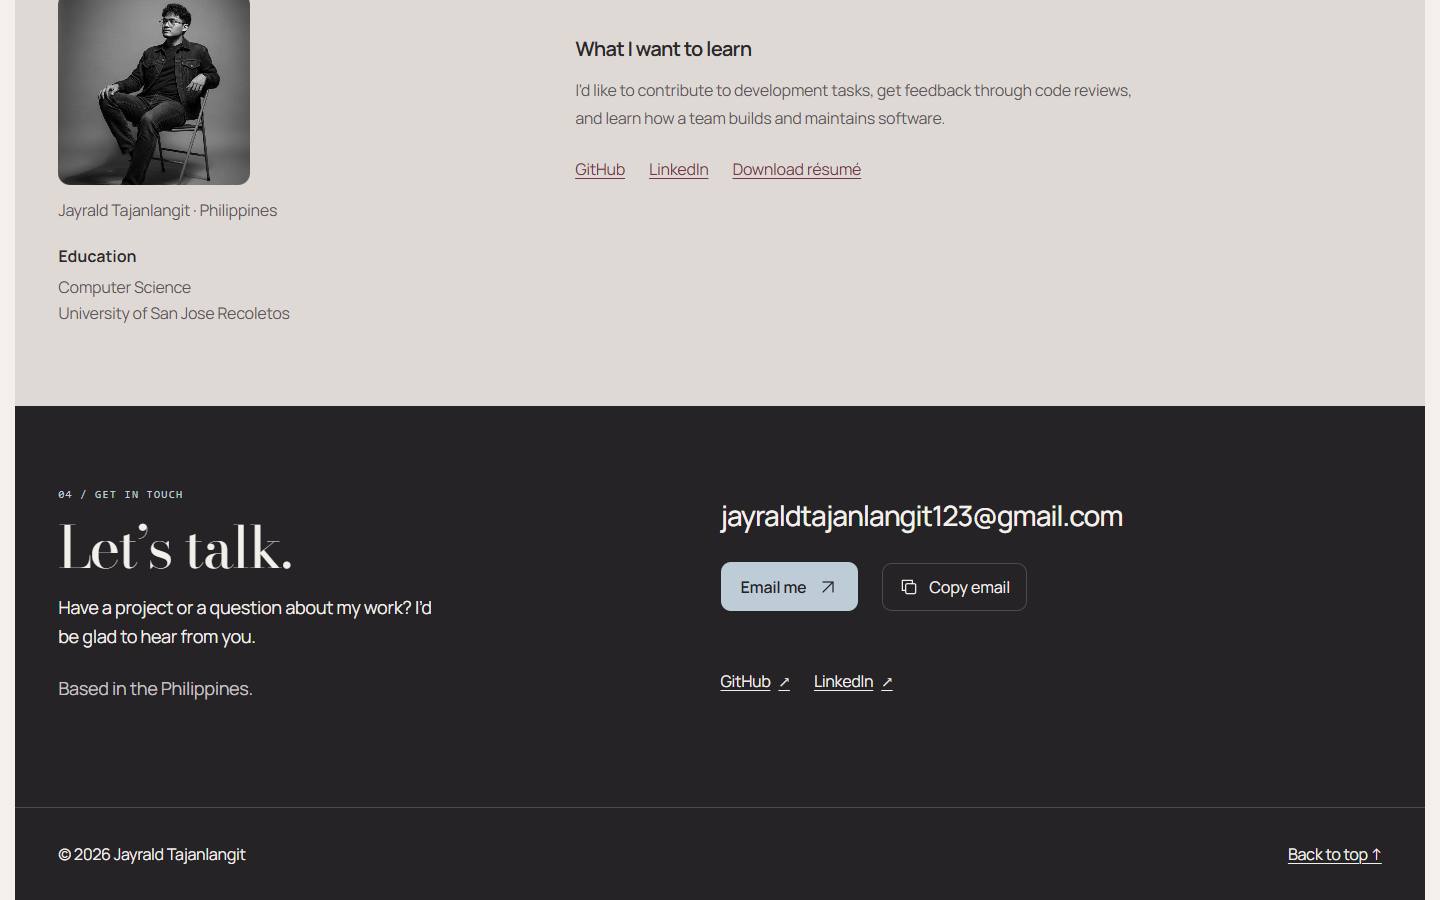 What I want to learn
I'd like to contribute to development tasks, get feedback through code reviews,
and learn how a team builds and maintains software.
GitHub LinkedIn Download résumé
Jayrald Tajanlangit · Philippines
Education
Computer Science
University of San Jose Recoletos
04 / GET IN TOUCH
Let’s talk.
Have a project or a question about my work? I’d
be glad to hear from you.
Based in the Philippines.
jayraldtajanlangit123@gmail.com
Email me Copy email
GitHub ↗ LinkedIn ↗
© 2026 Jayrald Tajanlangit
Back to top ↑